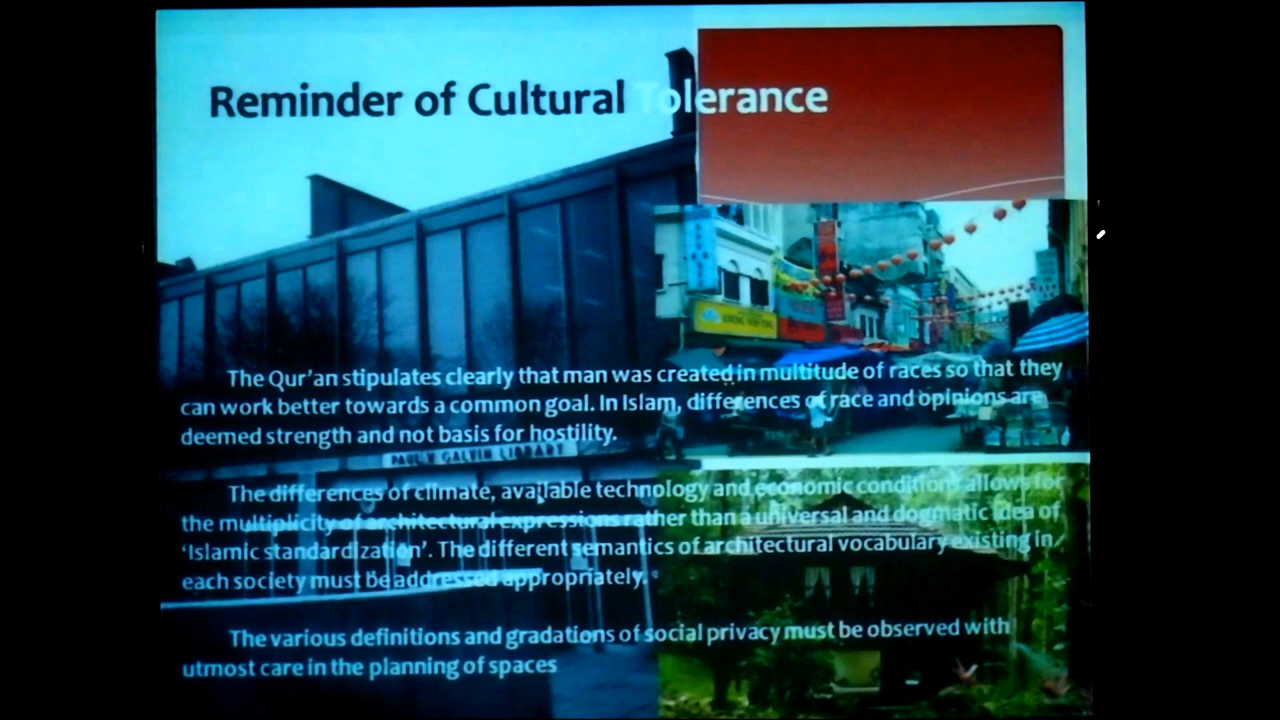 Reminder of Cultural Tolerance
The Qur'an stipulates clearly that man was created in multitude of races so that they
can work better towards a common goal. In Islam, differences of race and opinions are
deemed strength and not basis for hostility.
PAUL V GALVIN LIBRARY
The differences of climate, available technology and economic conditions allows for
the multiplicity of architectural expressions rather than a universal and dogmatic idea of
'Islamic standardization'. The different semantics of architectural vocabulary existing in
each society must be addressed appropriately.
The various definitions and gradations of social privacy must be observed with
utmost care in the planning of spaces